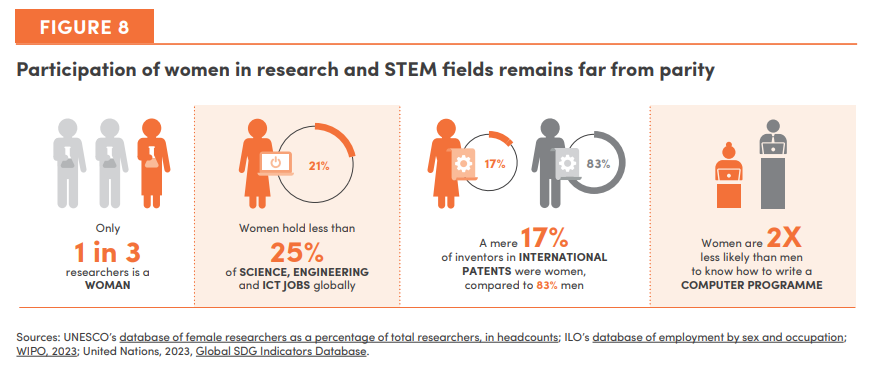 FIGURE 8
Participation of women in research and STEM fields remains far from parity
Only
1 in 3
researchers is a
WOMAN
21%
Women hold less than
25%
of SCIENCE, ENGINEERING
and ICT JOBS globally
17%
83%
A mere 17%
of inventors in INTERNATIONAL
PATENTS were women,
compared to 83% men
Women are 2X
less likely than men
to know how to write a
COMPUTER PROGRAMME
Sources: UNESCO's database of female researchers as a percentage of total researchers, in headcounts; ILO's database of employment by sex and occupation;
WIPO, 2023; United Nations, 2023, Global SDG Indicators Database.